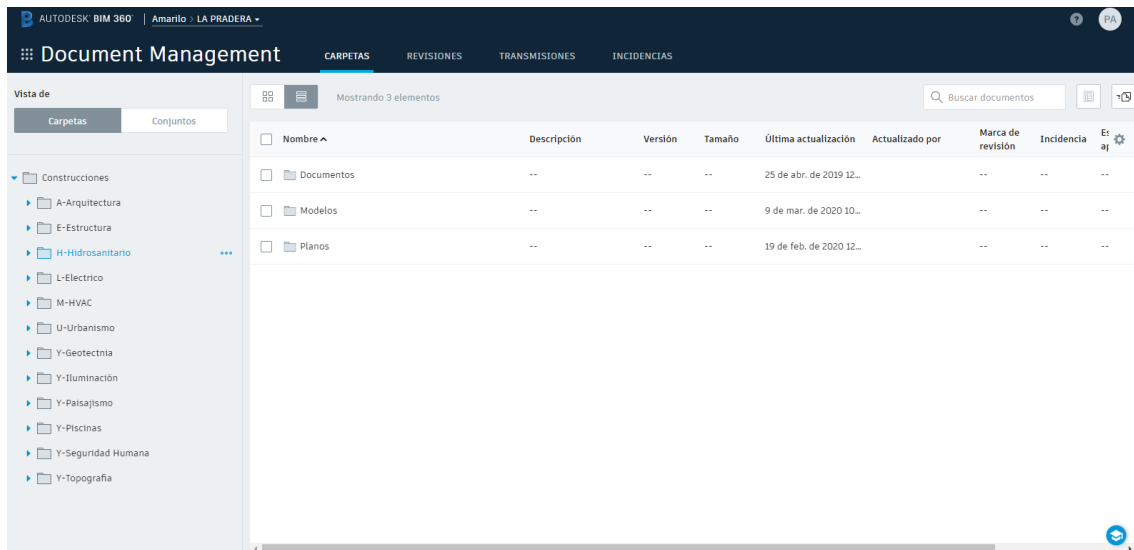 AUTODESK® BIM 360® Amarilo > LA PRADERA
? PA
Document Management CARPETAS REVISIONES TRANSMISIONES INCIDENCIAS
Vista de
Carpetas Conjuntos
Mostrando 3 elementos
Buscar documentos
Nombre Descripción Versión Tamaño Última actualización Actualizado por Marca de revisión Incidencia
Documentos -- -- -- 25 de abr. de 2019 12... -- -- --
Modelos -- -- -- 9 de mar. de 2020 10... -- -- --
Planos -- -- -- 19 de feb. de 2020 12... -- -- --
Construcciones
A-Arquitectura
E-Estructura
H-Hidrosanitario
L-Electrico
M-HVAC
U-Urbanismo
Y-Geotectnia
Y-Iluminación
Y-Paisajismo
Y-Piscinas
Y-Seguridad Humana
Y-Topografia